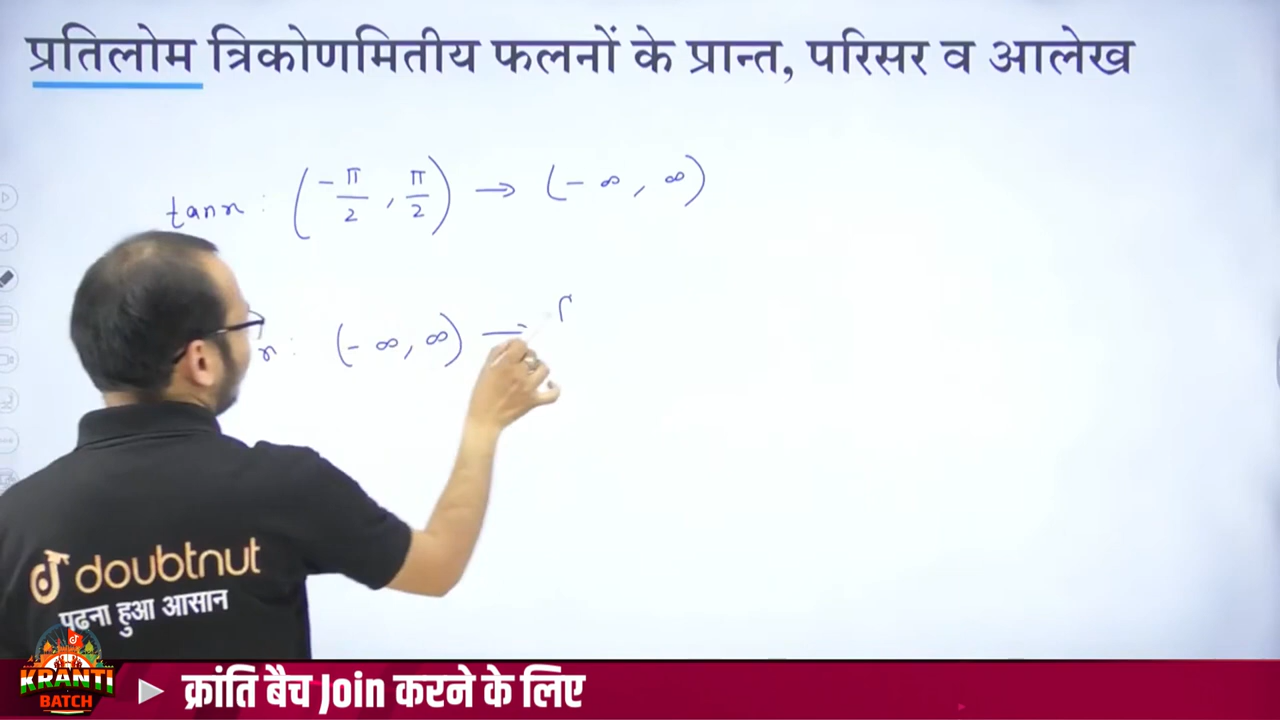 प्रतिलोम त्रिकोणमितीय फलनों के प्रान्त, परिसर व आलेख
tan x : (-π/2, π/2) → (-∞, ∞)
x : (-∞, ∞) →
doubtnut
पढ़ना हुआ आसान
KRANTI
BATCH
क्रांति बैच Join करने के लिए